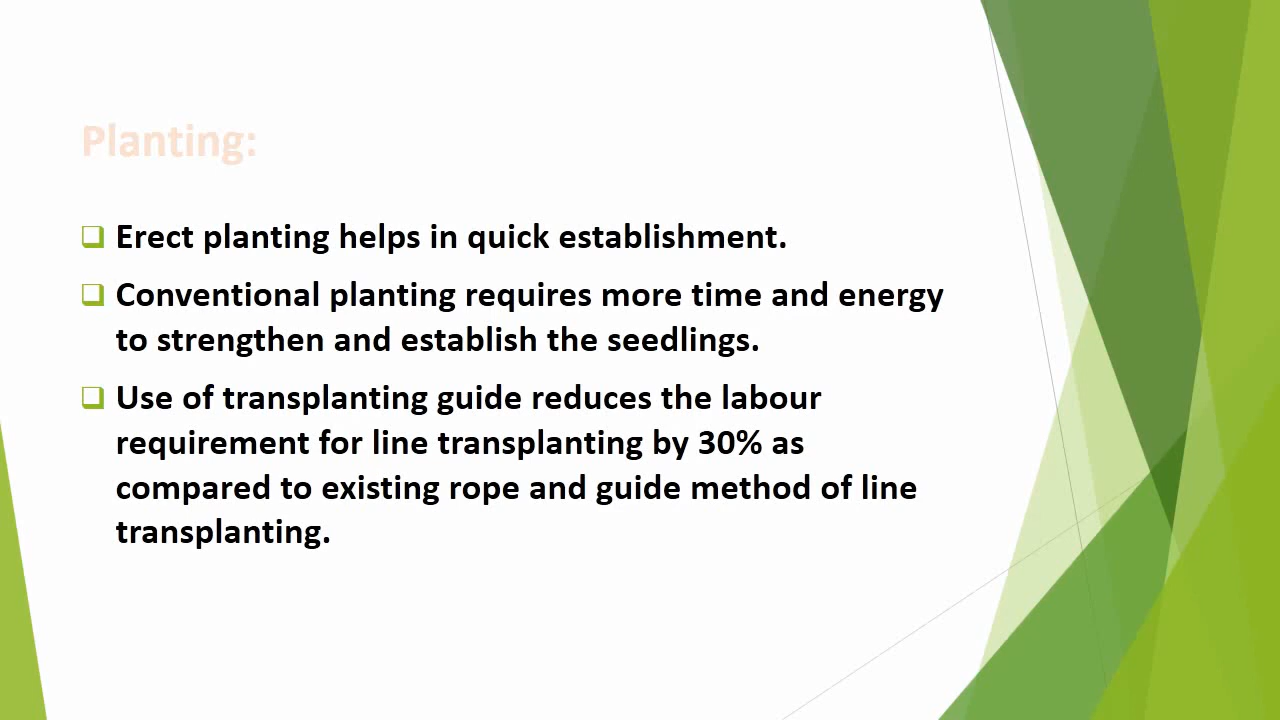 Planting:
Erect planting helps in quick establishment.
Conventional planting requires more time and energy
to strengthen and establish the seedlings.
Use of transplanting guide reduces the labour
requirement for line transplanting by 30% as
compared to existing rope and guide method of line
transplanting.